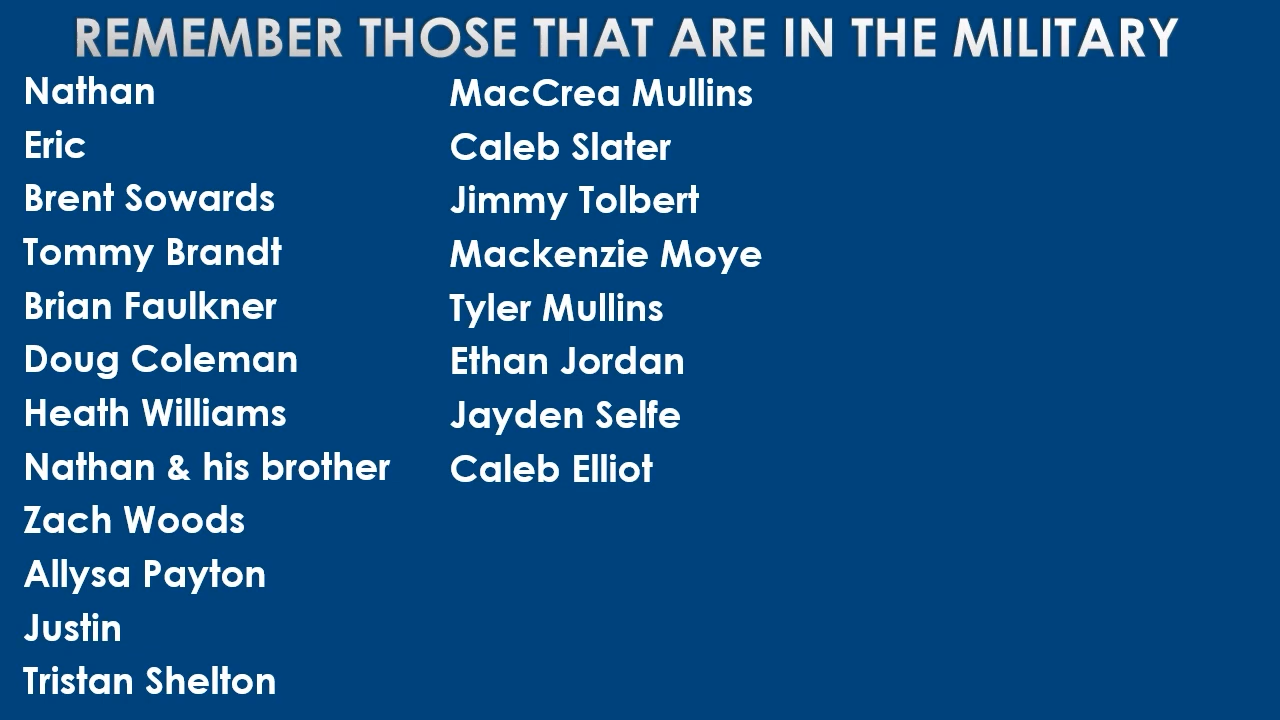 REMEMBER THOSE THAT ARE IN THE MILITARY
Nathan
Eric
Brent Sowards
Tommy Brandt
Brian Faulkner
Doug Coleman
Heath Williams
Nathan & his brother
Zach Woods
Allysa Payton
Justin
Tristan Shelton
MacCrea Mullins
Caleb Slater
Jimmy Tolbert
Mackenzie Moye
Tyler Mullins
Ethan Jordan
Jayden Selfe
Caleb Elliot